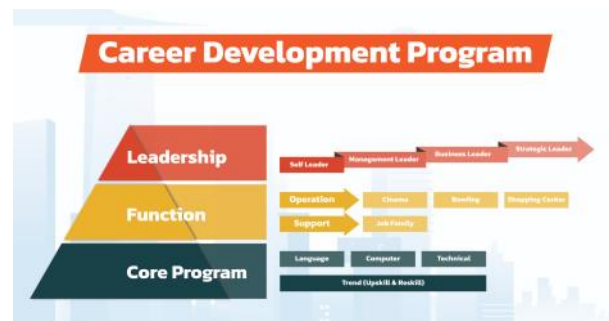 Career Development Program
Leadership
Self Leader
Management Leader
Business Leader
Strategic Leader
Function
Operation
Cinema
Bowling
Shopping Center
Support
Job Family
Core Program
Language
Computer
Technical
Trend (Upskill & Reskill)